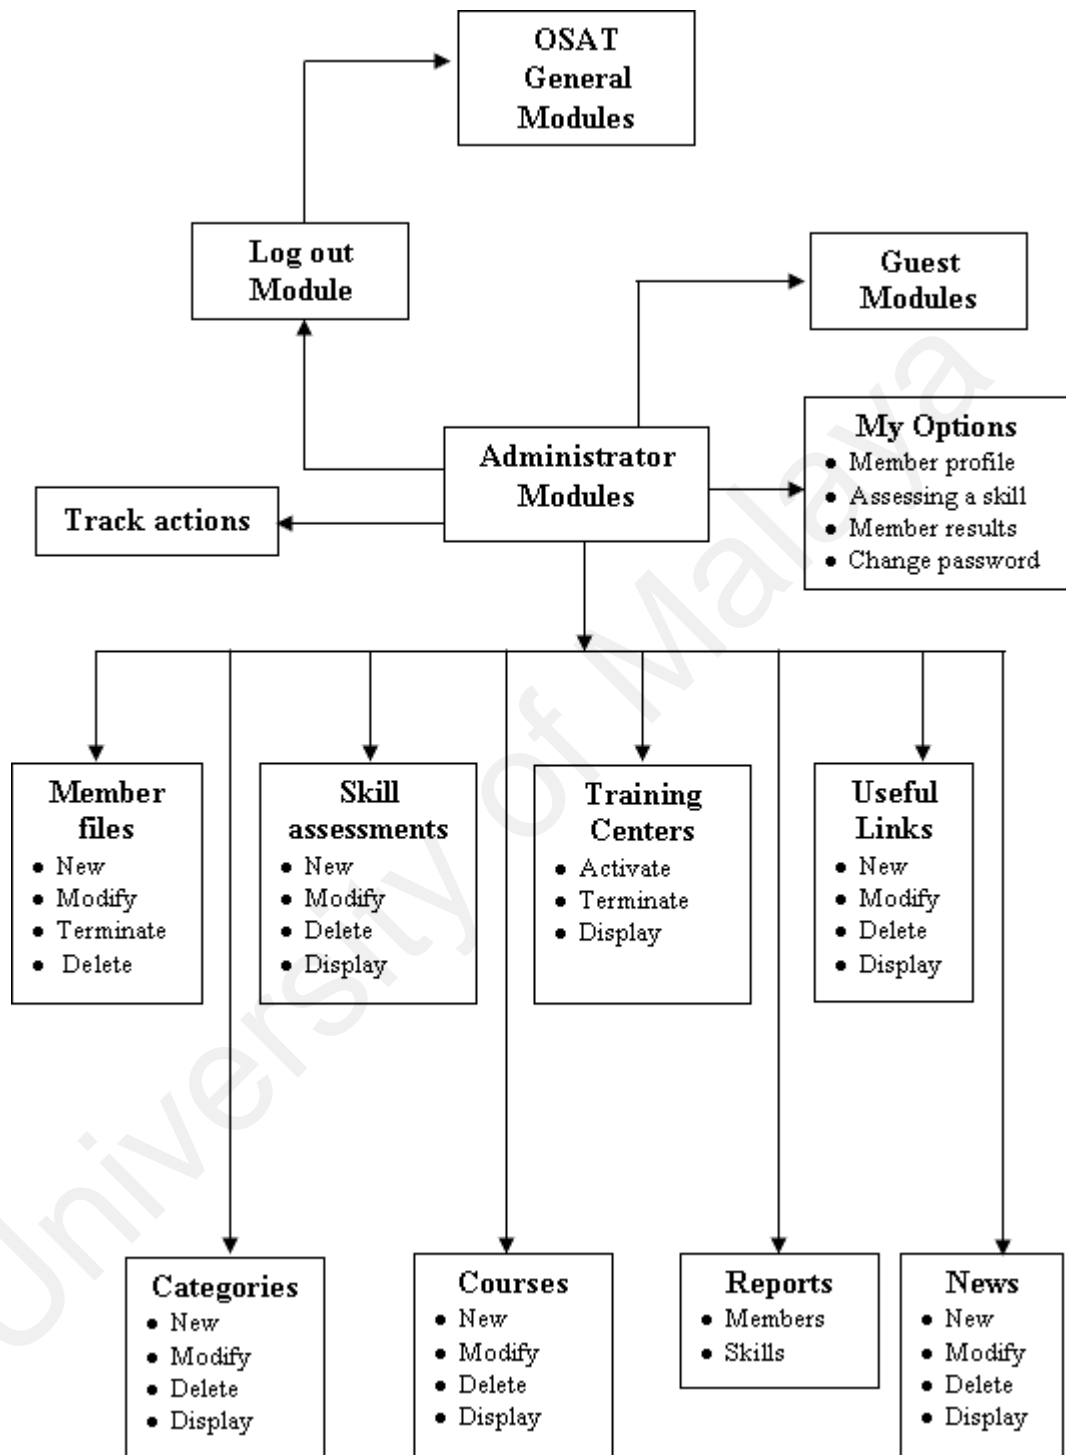 OSAT
General
Modules
Log out
Module
Guest
Modules
Administrator
Modules
My Options
● Member profile
● Assessing a skill
● Member results
● Change password
Track actions
Member
files
● New
● Modify
● Terminate
● Delete
Skill
assessments
● New
● Modify
● Delete
● Display
Training
Centers
● Activate
● Terminate
● Display
Useful
Links
● New
● Modify
● Delete
● Display
Categories
● New
● Modify
● Delete
● Display
Courses
● New
● Modify
● Delete
● Display
Reports
● Members
● Skills
News
● New
● Modify
● Delete
● Display
University of Malaya